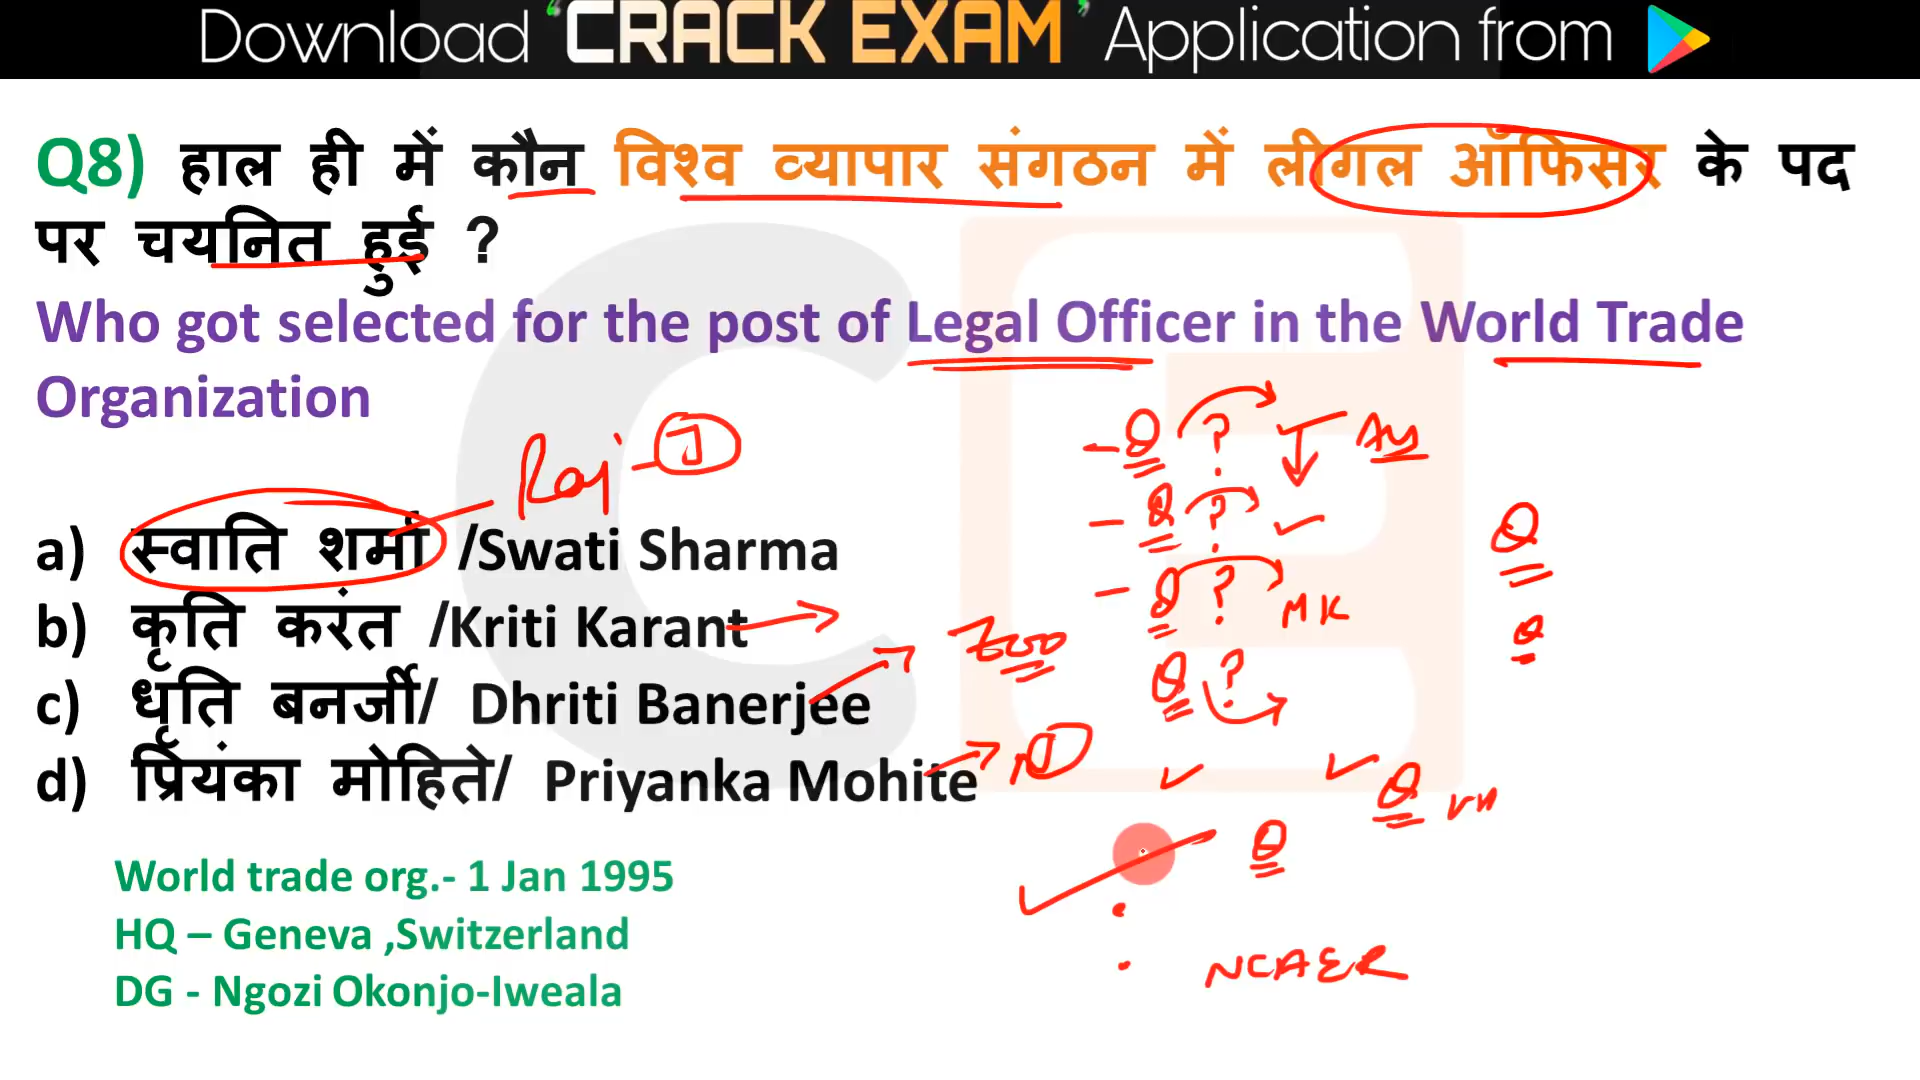 Download 'CRACK EXAM' Application from
Q8) हाल ही में कौन विश्व व्यापार संगठन में लीगल ऑफिसर के पद
पर चयनित हुई ?
Who got selected for the post of Legal Officer in the World Trade
Organization
Raj - J
a) स्वाति शर्मा /Swati Sharma
b) कृति करंत /Kriti Karant
c) धृति बनर्जी/ Dhriti Banerjee
d) प्रियंका मोहिते/ Priyanka Mohite
Zoo
Q ?
Q ?
Q ? MK
Q ?
Q
Q
Q
Q
World trade org.- 1 Jan 1995
HQ – Geneva ,Switzerland
DG - Ngozi Okonjo-Iweala
NCAER